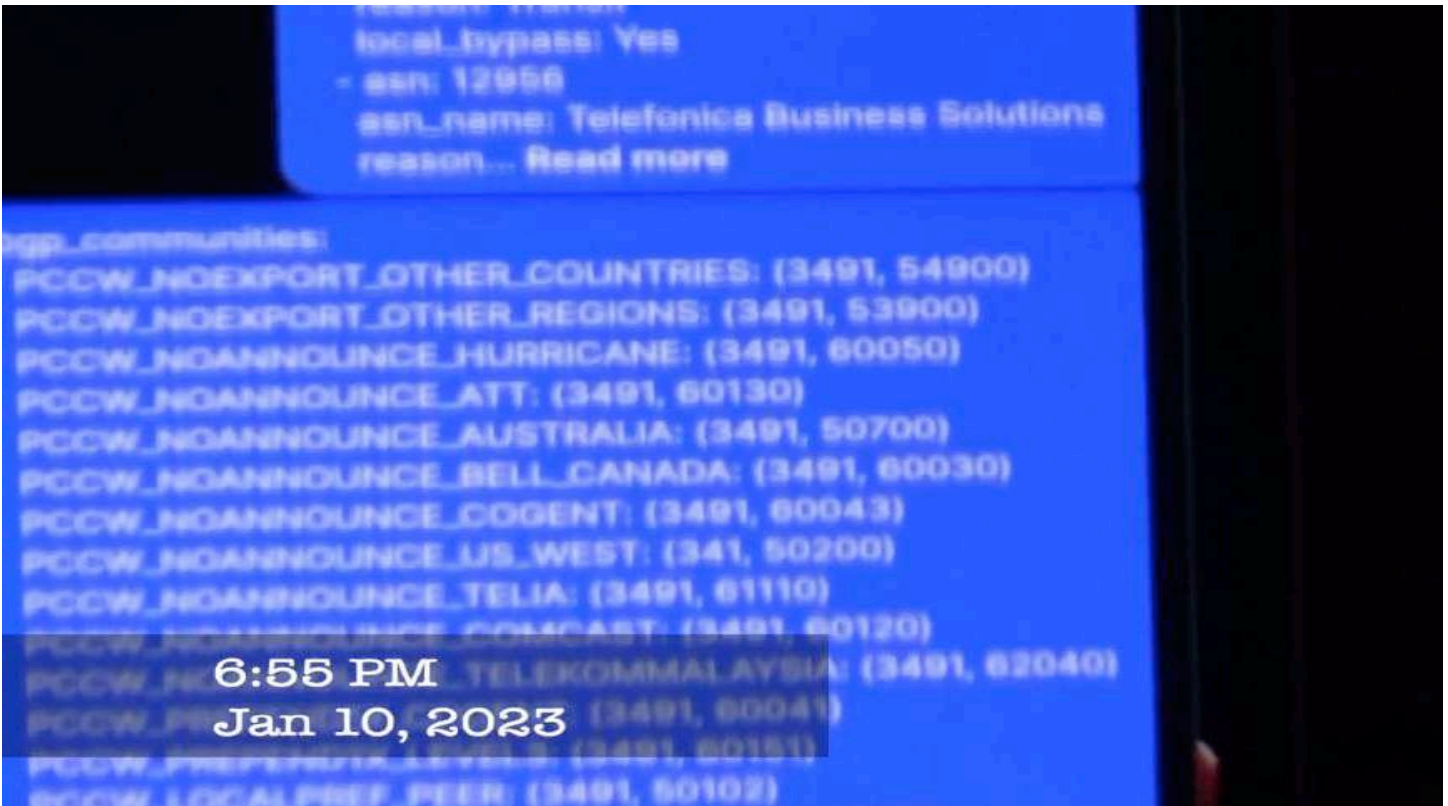 reason: Transit
local_bypass: Yes
- asn: 12956
asn_name: Telefonica Business Solutions
reason... Read more
bgp_communities:
PCCW_NOEXPORT_OTHER_COUNTRIES: (3491, 54900)
PCCW_NOEXPORT_OTHER_REGIONS: (3491, 53900)
PCCW_NOANNOUNCE_HURRICANE: (3491, 60050)
PCCW_NOANNOUNCE_ATT: (3491, 60130)
PCCW_NOANNOUNCE_AUSTRALIA: (3491, 50700)
PCCW_NOANNOUNCE_BELL_CANADA: (3491, 60030)
PCCW_NOANNOUNCE_COGENT: (3491, 60043)
PCCW_NOANNOUNCE_US_WEST: (341, 50200)
PCCW_NOANNOUNCE_TELIA: (3491, 61110)
PCCW_NOANNOUNCE_COMCAST: (3491, 60120)
TELEKOMMALAYSIA: (3491, 62040)
(3491, 60041)
(3491, 60151)
PCCW_LOCALPREF_PEER: (3491, 50102)
6:55 PM
Jan 10, 2023